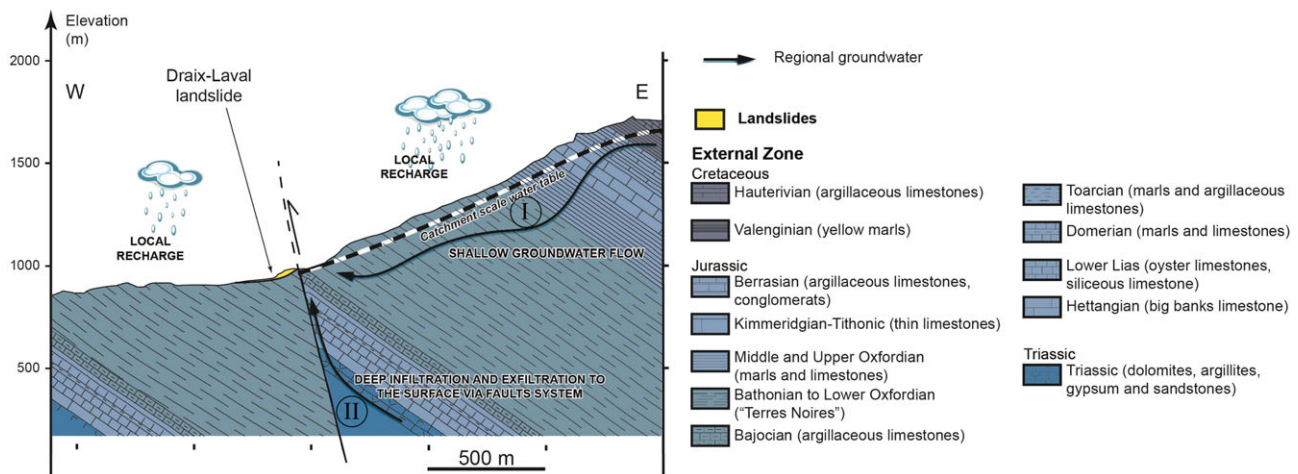 Elevation
(m)
2000
1500
1000
500
W
E
Draix-Laval
landslide
LOCAL
RECHARGE
LOCAL
RECHARGE
Catchment scale water table
I
SHALLOW GROUNDWATER FLOW
DEEP INFILTRATION AND EXFILTRATION TO
THE SURFACE VIA FAULTS SYSTEM
II
500 m
Regional groundwater
Landslides
External Zone
Cretaceous
Hauterivian (argillaceous limestones)
Valenginian (yellow marls)
Jurassic
Berrasian (argillaceous limestones,
conglomerats)
Kimmeridgian-Tithonic (thin limestones)
Middle and Upper Oxfordian
(marls and limestones)
Bathonian to Lower Oxfordian
("Terres Noires")
Bajocian (argillaceous limestones)
Toarcian (marls and argillaceous
limestones)
Domerian (marls and limestones)
Lower Lias (oyster limestones,
siliceous limestone)
Hettangian (big banks limestone)
Triassic
Triassic (dolomites, argillites,
gypsum and sandstones)